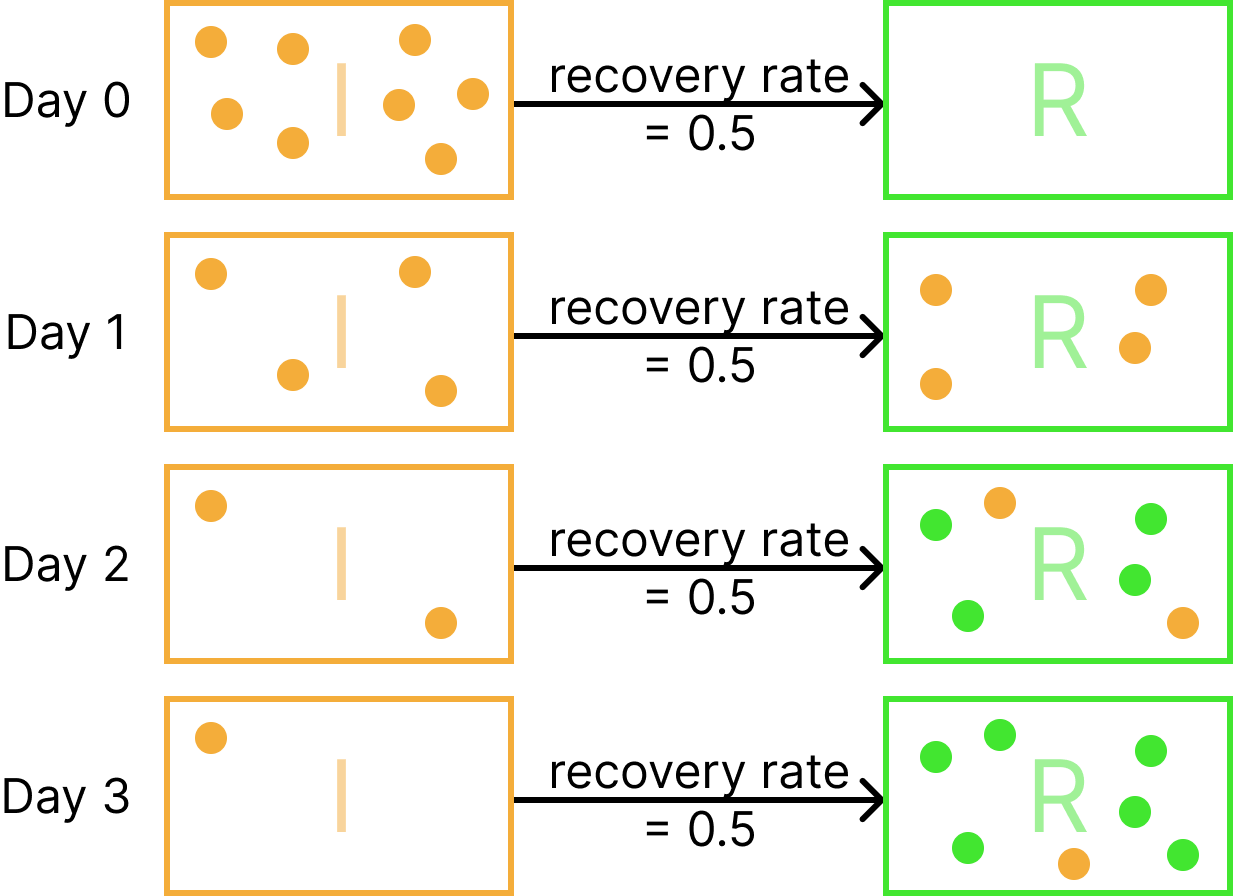 Day 0
I
recovery rate
= 0.5
R
Day 1
I
recovery rate
= 0.5
R
Day 2
I
recovery rate
= 0.5
R
Day 3
I
recovery rate
= 0.5
R